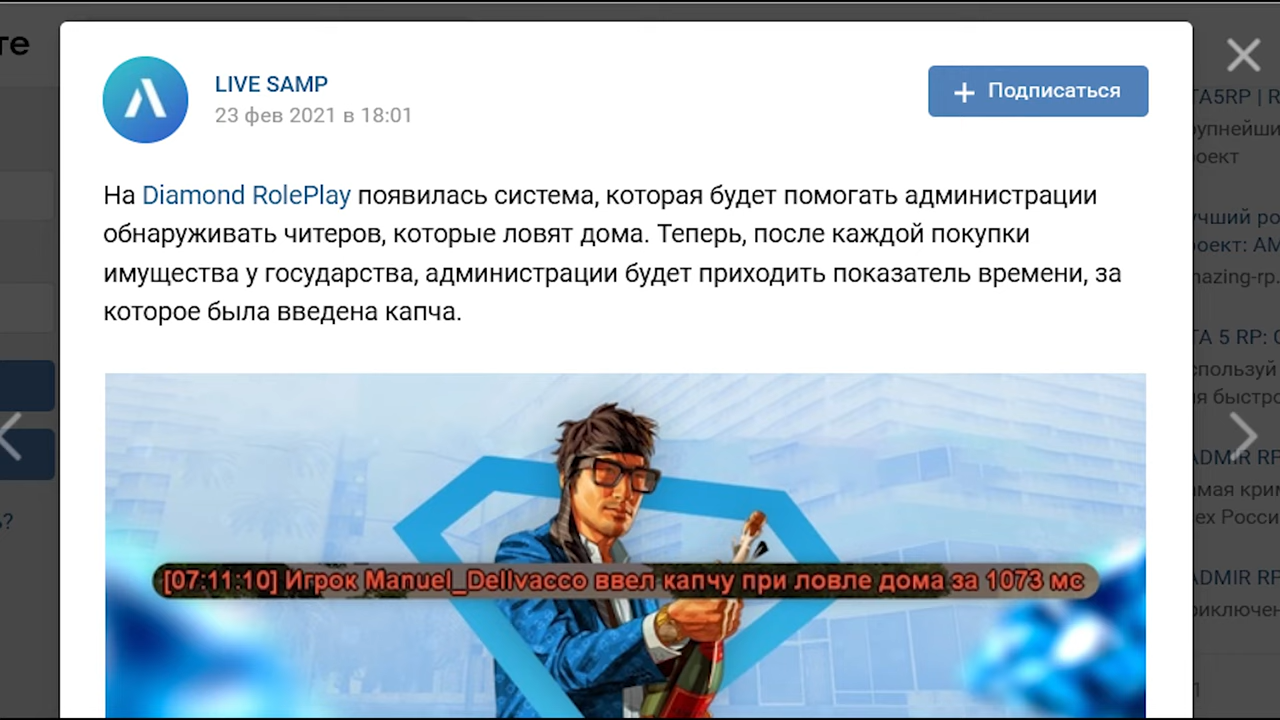 LIVE SAMP
23 фев 2021 в 18:01
Подписаться
На Diamond RolePlay появилась система, которая будет помогать администрации
обнаруживать читеров, которые ловят дома. Теперь, после каждой покупки
имущества у государства, администрации будет приходить показатель времени, за
которое была введена капча.
[07:11:10] Игрок Manuel_Dellvacco ввел капчу при ловле дома за 1073 мс